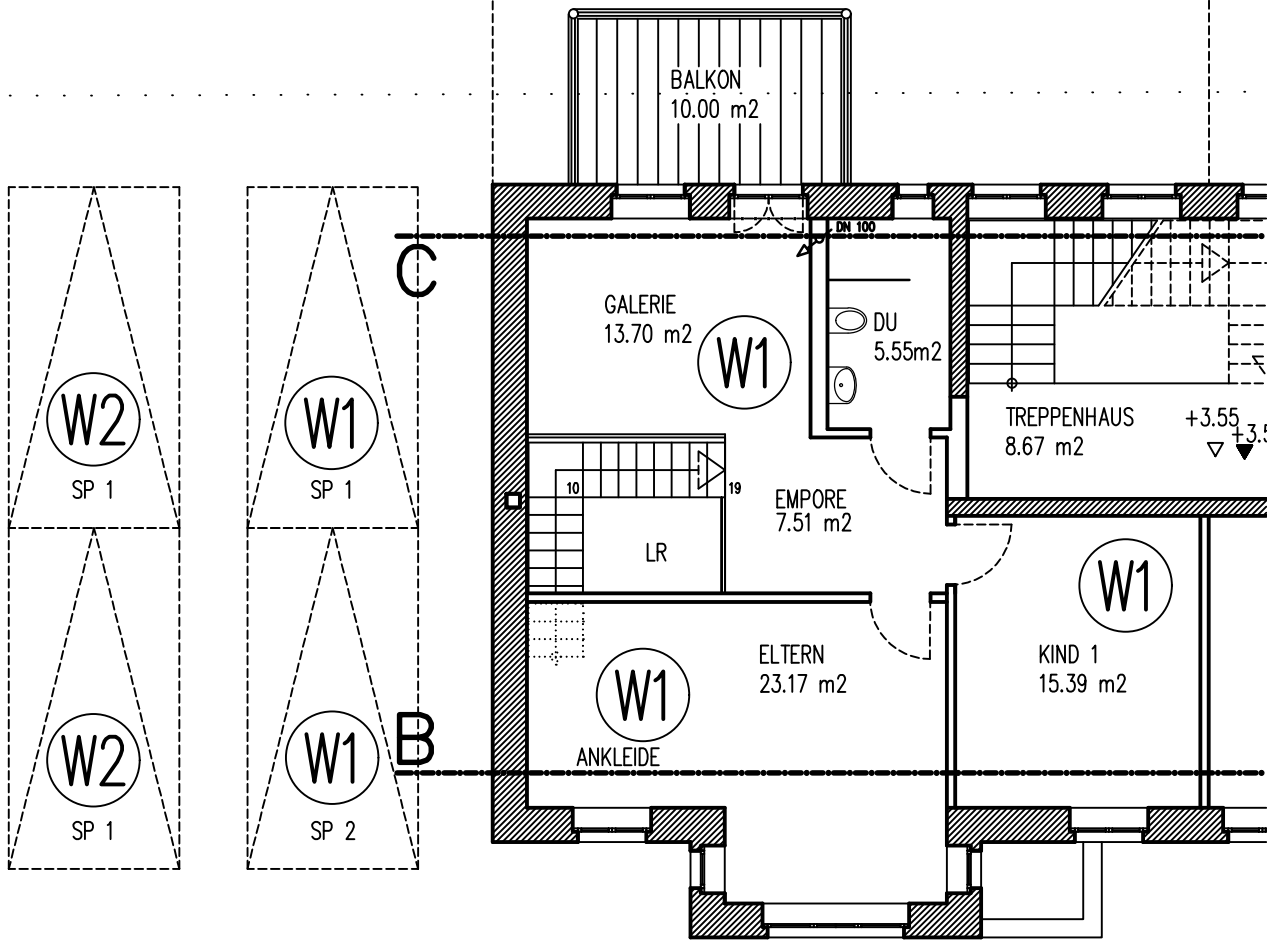 BALKON
10.00 m2
DN 100
C
GALERIE
13.70 m2
W1
DU
5.55m2
W2
SP 1
W1
SP 1
TREPPENHAUS
8.67 m2
+3.55
10
19
EMPORE
7.51 m2
LR
W1
ELTERN
23.17 m2
W1
KIND 1
15.39 m2
B
ANKLEIDE
W2
SP 1
W1
SP 2